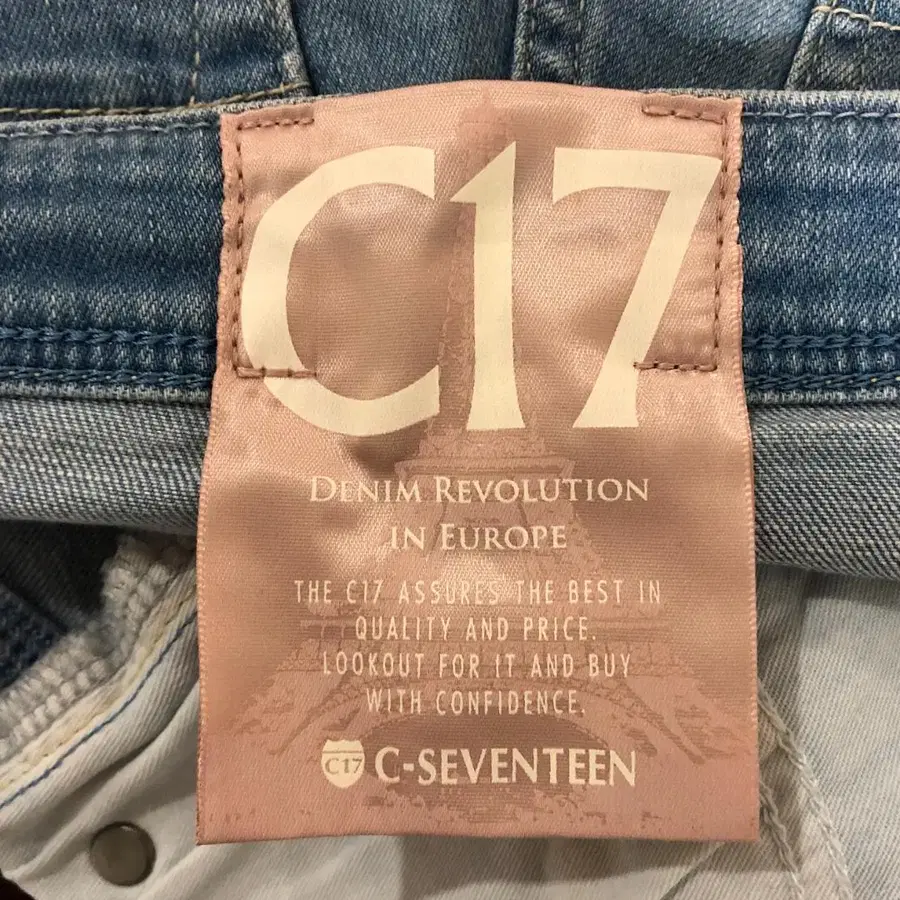 C17
DENIM REVOLUTION
IN EUROPE
THE C17 ASSURES THE BEST IN
QUALITY AND PRICE.
LOOKOUT FOR IT AND BUY
WITH CONFIDENCE.
C17 C-SEVENTEEN